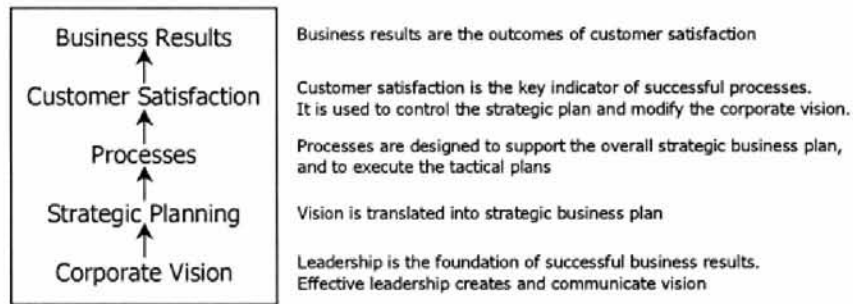 Business Results
Business results are the outcomes of customer satisfaction
Customer Satisfaction
Customer satisfaction is the key indicator of successful processes.
It is used to control the strategic plan and modify the corporate vision.
Processes
Processes are designed to support the overall strategic business plan,
and to execute the tactical plans
Strategic Planning
Vision is translated into strategic business plan
Corporate Vision
Leadership is the foundation of successful business results.
Effective leadership creates and communicate vision